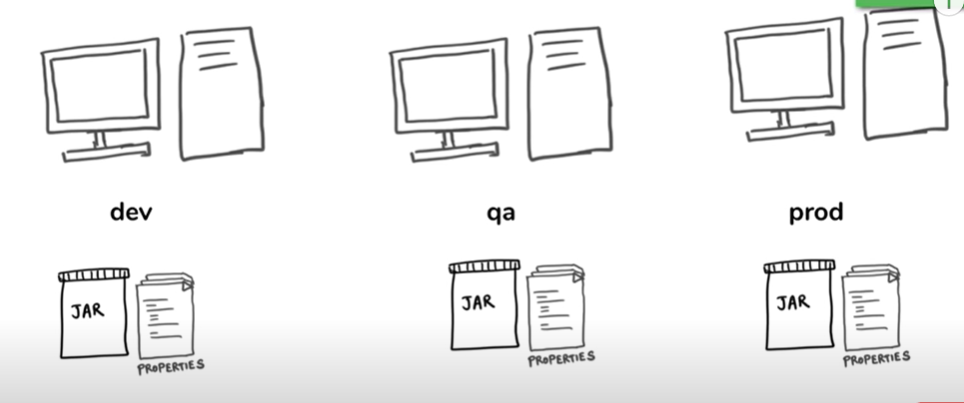 dev
qa
prod
JAR
PROPERTIES
JAR
PROPERTIES
JAR
PROPERTIES